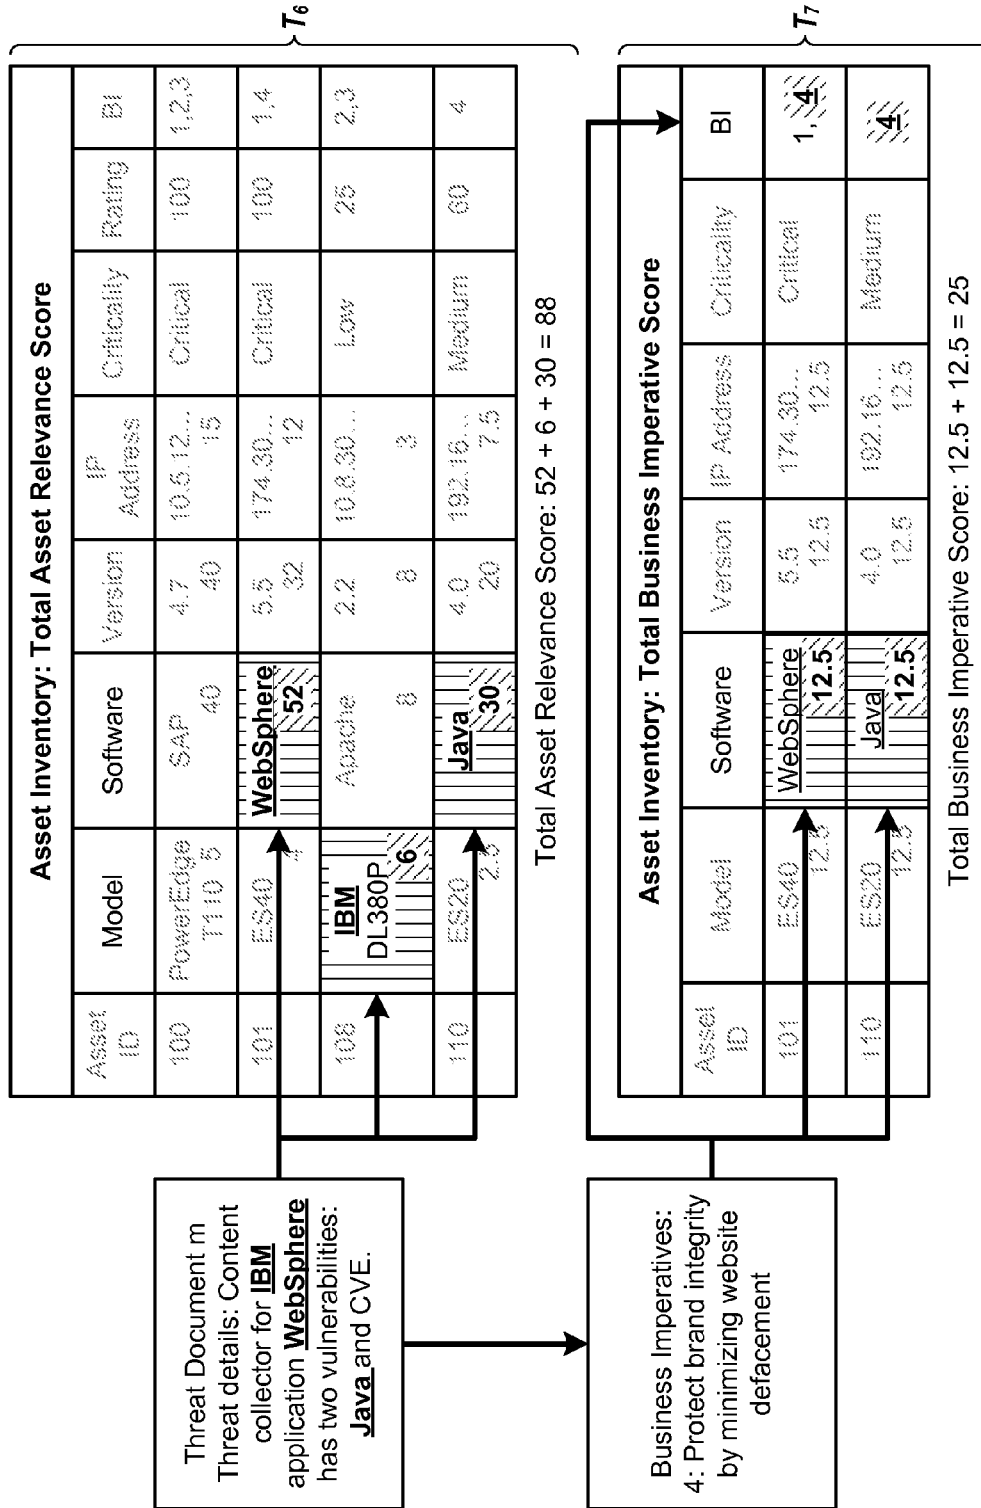 Threat Document m
Threat details: Content
collector for IBM
application WebSphere
has two vulnerabilities:
Java and CVE.
Business Imperatives:
4: Protect brand integrity
by minimizing website
defacement
Asset Inventory: Total Asset Relevance Score
Asset ID Model Software Version IP Address Criticality Rating BI
100 PowerEdge T110 5 SAP 40 4.7 40 10.5.12... 15 Critical 100 1,2,3
101 ES40 4 WebSphere 52 5.5 32 174.30... 12 Critical 100 1,4
108 IBM DL380P 6 Apache 8 2.2 8 10.8.30... 3 Low 25 2,3
110 ES20 2.5 Java 30 4.0 20 192.16... 7.5 Medium 60 4
Total Asset Relevance Score: 52 + 6 + 30 = 88
T6
Asset Inventory: Total Business Imperative Score
Asset ID Model Software Version IP Address Criticality BI
101 ES40 12.5 WebSphere 12.5 5.5 12.5 174.30... 12.5 Critical 1, 4
110 ES20 12.5 Java 12.5 4.0 12.5 192.16... 12.5 Medium 4
Total Business Imperative Score: 12.5 + 12.5 = 25
T7